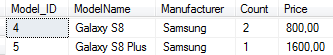 Model_ID ModelName Manufacturer Count Price
4 Galaxy S8 Samsung 2 800,00
5 Galaxy S8 Plus Samsung 1 1600,00